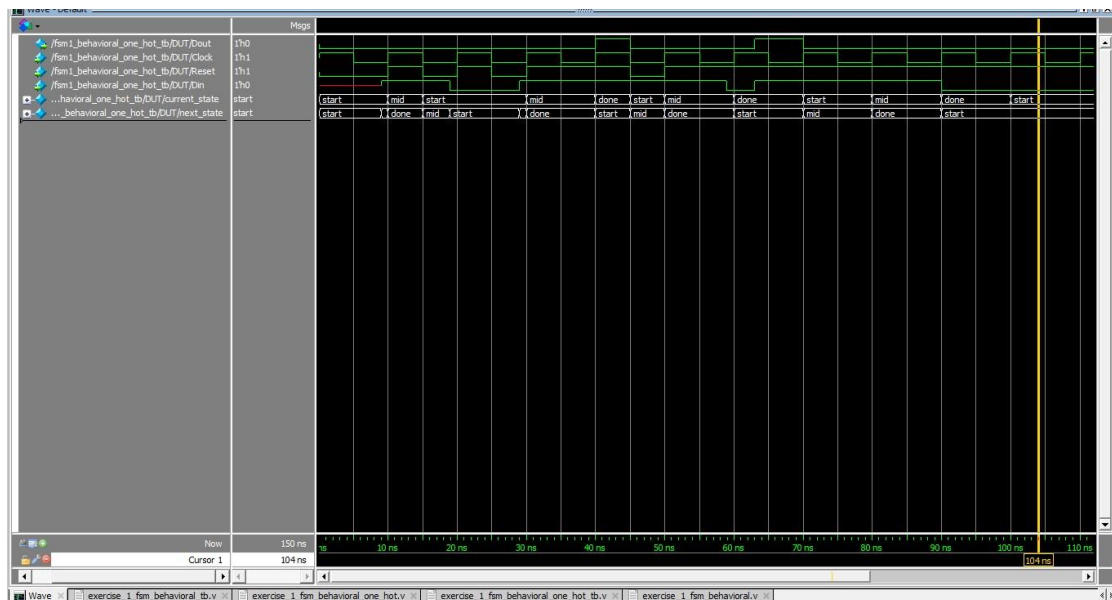 Wave - Default
Msgs
/fsm1_behavioral_one_hot_tb/DUT/Dout 1'h0
/fsm1_behavioral_one_hot_tb/DUT/Clock 1'h1
/fsm1_behavioral_one_hot_tb/DUT/Reset 1'h1
/fsm1_behavioral_one_hot_tb/DUT/Din 1'h0
...havioral_one_hot_tb/DUT/current_state start start mid start mid done start mid done start mid done start
..._behavioral_one_hot_tb/DUT/next_state start start done mid start done start mid done start mid done start
Now 150 ns ns 10 ns 20 ns 30 ns 40 ns 50 ns 60 ns 70 ns 80 ns 90 ns 100 ns 110 ns
Cursor 1 104 ns 104 ns
Wave exercise_1_fsm_behavioral_tb.v exercise_1_fsm_behavioral_one_hot.v exercise_1_fsm_behavioral_one_hot_tb.v exercise_1_fsm_behavioral.v